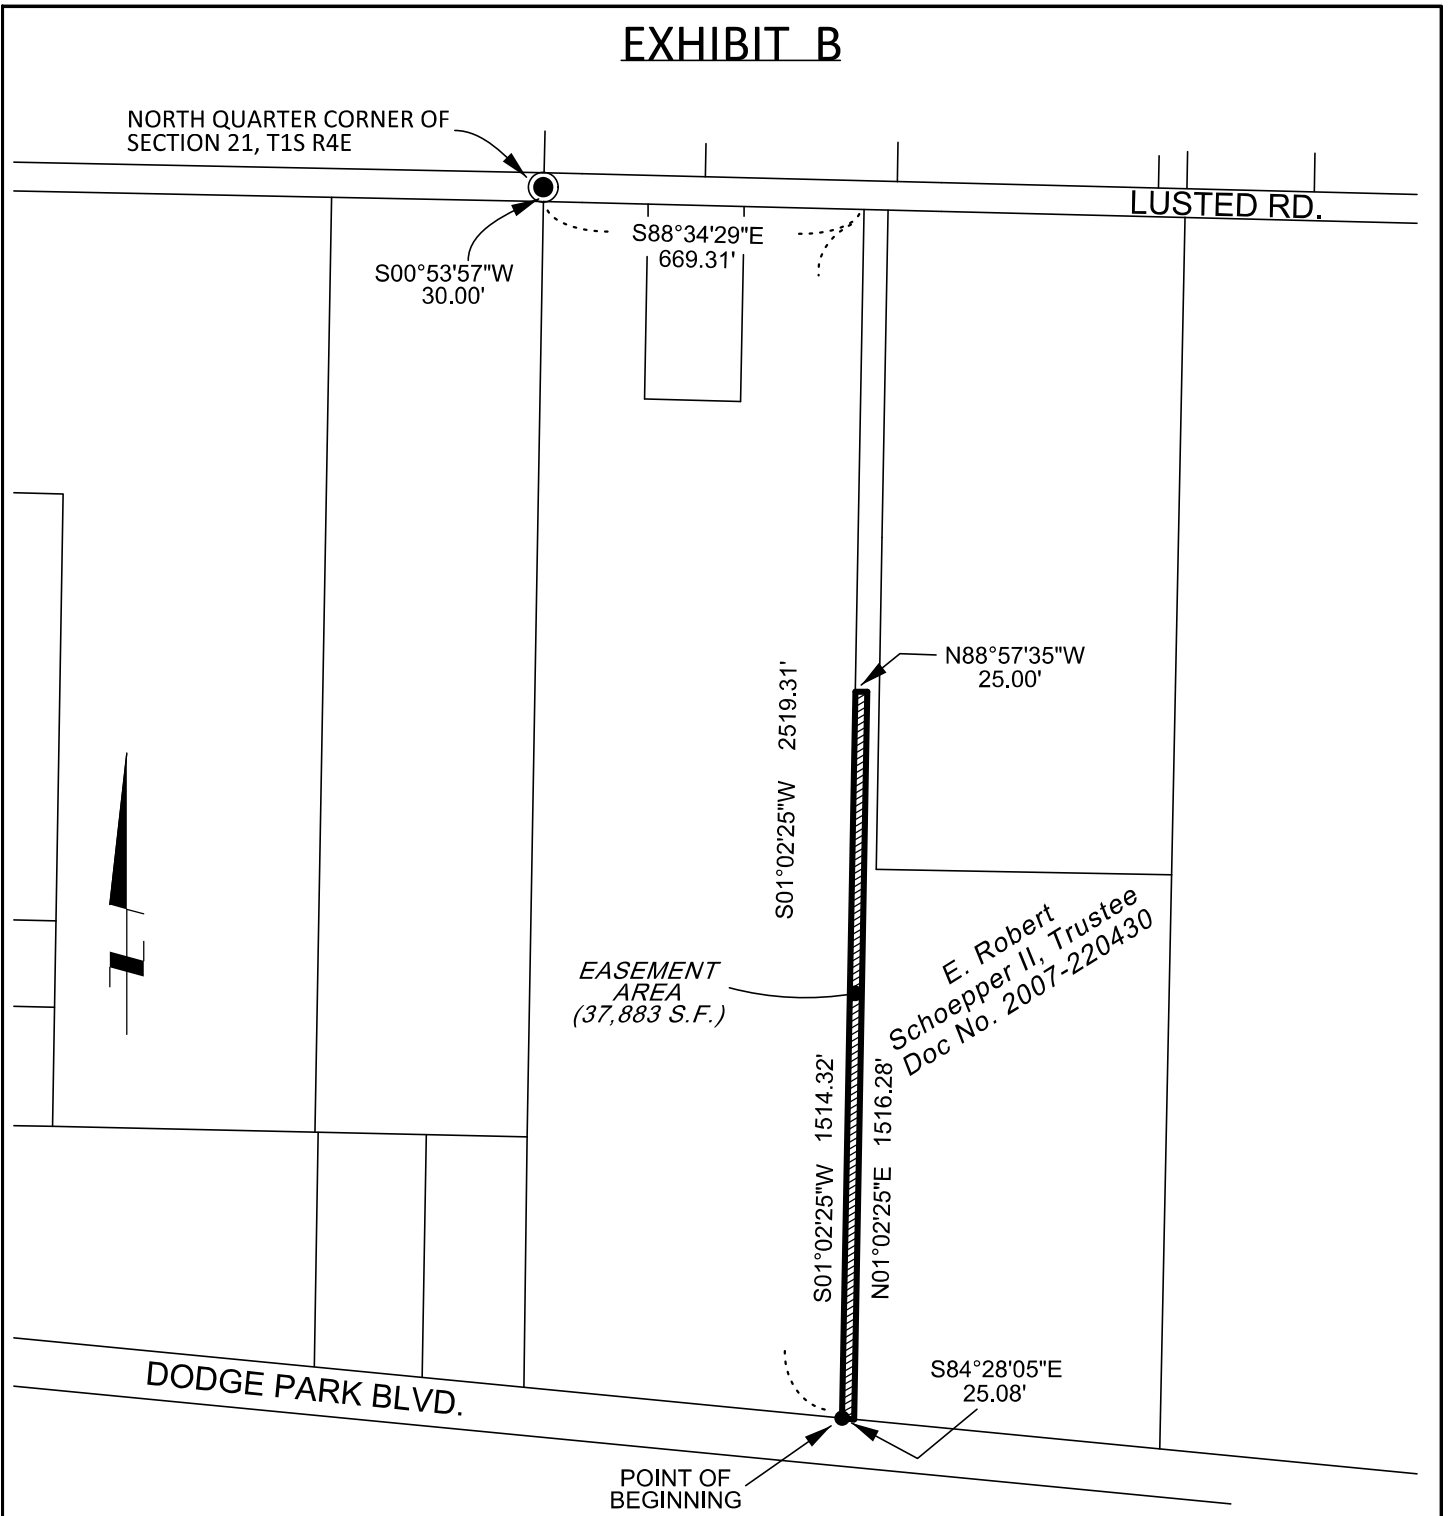 EXHIBIT B
NORTH QUARTER CORNER OF
SECTION 21, T1S R4E
LUSTED RD.
S88°34'29"E
669.31'
S00°53'57"W
30.00'
N88°57'35"W
25.00'
S01°02'25"W 2519.31'
E. Robert
Schoepper II, Trustee
Doc No. 2007-220430
EASEMENT
AREA
(37,883 S.F.)
S01°02'25"W 1514.32'
N01°02'25"E 1516.28'
S84°28'05"E
25.08'
DODGE PARK BLVD.
POINT OF
BEGINNING